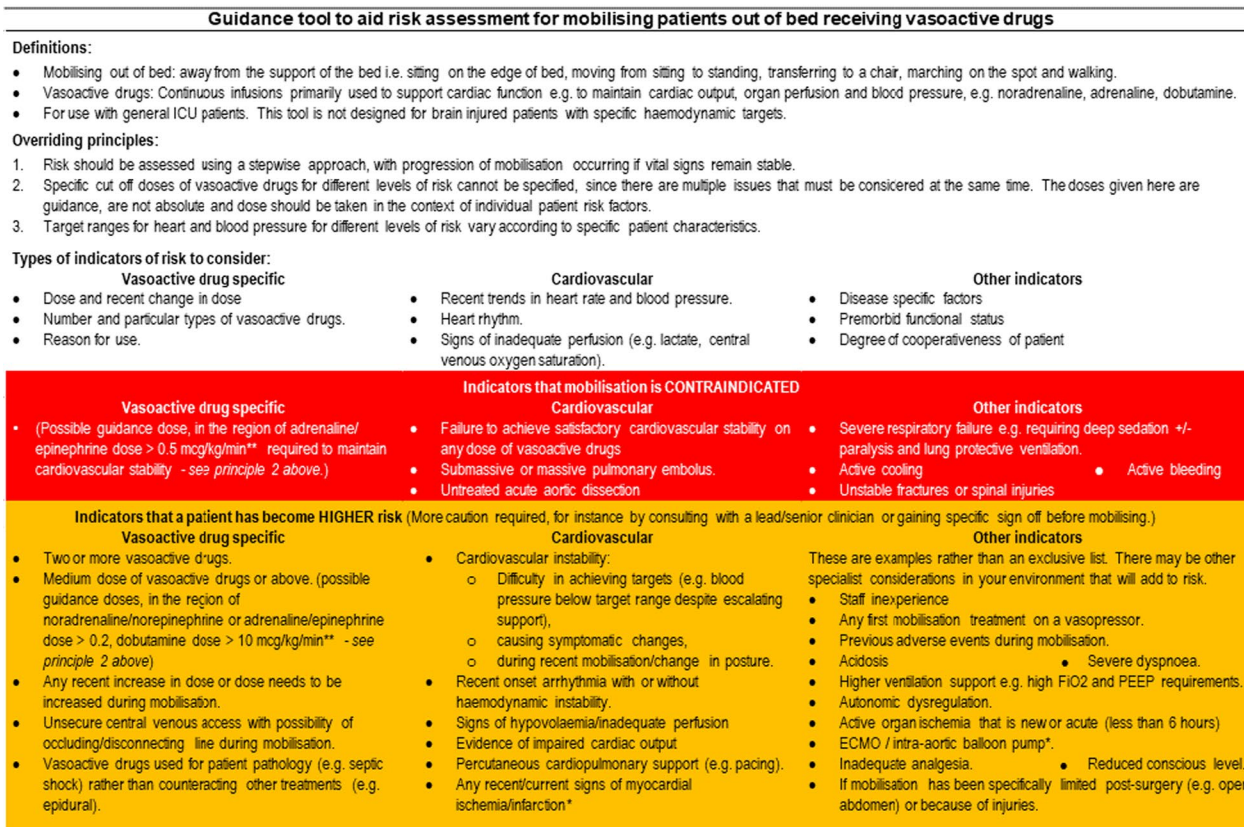 Guidance tool to aid risk assessment for mobilising patients out of bed receiving vasoactive drugs
Definitions:
• Mobilising out of bed: away from the support of the bed i.e. sitting on the edge of bed, moving from sitting to standing, transferring to a chair, marching on the spot and walking.
• Vasoactive drugs: Continuous infusions primarily used to support cardiac function e.g. to maintain cardiac output, organ perfusion and blood pressure, e.g. noradrenaline, adrenaline, dobutamine.
• For use with general ICU patients. This tool is not designed for brain injured patients with specific haemodynamic targets.
Overriding principles:
1. Risk should be assessed using a stepwise approach, with progression of mobilisation occurring if vital signs remain stable.
2. Specific cut off doses of vasoactive drugs for different levels of risk cannot be specified, since there are multiple issues that must be considered at the same time. The doses given here are
guidance, are not absolute and dose should be taken in the context of individual patient risk factors.
3. Target ranges for heart and blood pressure for different levels of risk vary according to specific patient characteristics.
Types of indicators of risk to consider:
Vasoactive drug specific
• Dose and recent change in dose
• Number and particular types of vasoactive drugs.
• Reason for use.
Cardiovascular
• Recent trends in heart rate and blood pressure.
• Heart rhythm.
• Signs of inadequate perfusion (e.g. lactate, central
venous oxygen saturation).
Other indicators
• Disease specific factors
• Premorbid functional status
• Degree of cooperativeness of patient
Indicators that mobilisation is CONTRAINDICATED
Vasoactive drug specific
• (Possible guidance dose, in the region of adrenaline/
epinephrine dose > 0.5 mcg/kg/min** required to maintain
cardiovascular stability - see principle 2 above.)
Cardiovascular
• Failure to achieve satisfactory cardiovascular stability on
any dose of vasoactive drugs
• Submassive or massive pulmonary embolus.
• Untreated acute aortic dissection
Other indicators
• Severe respiratory failure e.g. requiring deep sedation +/-
paralysis and lung protective ventilation.
• Active cooling • Active bleeding
• Unstable fractures or spinal injuries
Indicators that a patient has become HIGHER risk (More caution required, for instance by consulting with a lead/senior clinician or gaining specific sign off before mobilising.)
Vasoactive drug specific
• Two or more vasoactive drugs.
• Medium dose of vasoactive drugs or above. (possible
guidance doses, in the region of
noradrenaline/norepinephrine or adrenaline/epinephrine
dose > 0.2, dobutamine dose > 10 mcg/kg/min** - see
principle 2 above)
• Any recent increase in dose or dose needs to be
increased during mobilisation.
• Unsecure central venous access with possibility of
occluding/disconnecting line during mobilisation.
• Vasoactive drugs used for patient pathology (e.g. septic
shock) rather than counteracting other treatments (e.g.
epidural).
Cardiovascular
• Cardiovascular instability:
o Difficulty in achieving targets (e.g. blood
pressure below target range despite escalating
support),
o causing symptomatic changes,
o during recent mobilisation/change in posture.
• Recent onset arrhythmia with or without
haemodynamic instability.
• Signs of hypovolaemia/inadequate perfusion
• Evidence of impaired cardiac output
• Percutaneous cardiopulmonary support (e.g. pacing).
• Any recent/current signs of myocardial
ischemia/infarction*
Other indicators
These are examples rather than an exclusive list. There may be other
specialist considerations in your environment that will add to risk.
• Staff inexperience
• Any first mobilisation treatment on a vasopressor.
• Previous adverse events during mobilisation.
• Acidosis • Severe dyspnoea.
• Higher ventilation support e.g. high FiO2 and PEEP requirements.
• Autonomic dysregulation.
• Active organ ischemia that is new or acute (less than 6 hours)
• ECMO / intra-aortic balloon pump*.
• Inadequate analgesia. • Reduced conscious level.
• If mobilisation has been specifically limited post-surgery (e.g. open
abdomen) or because of injuries.